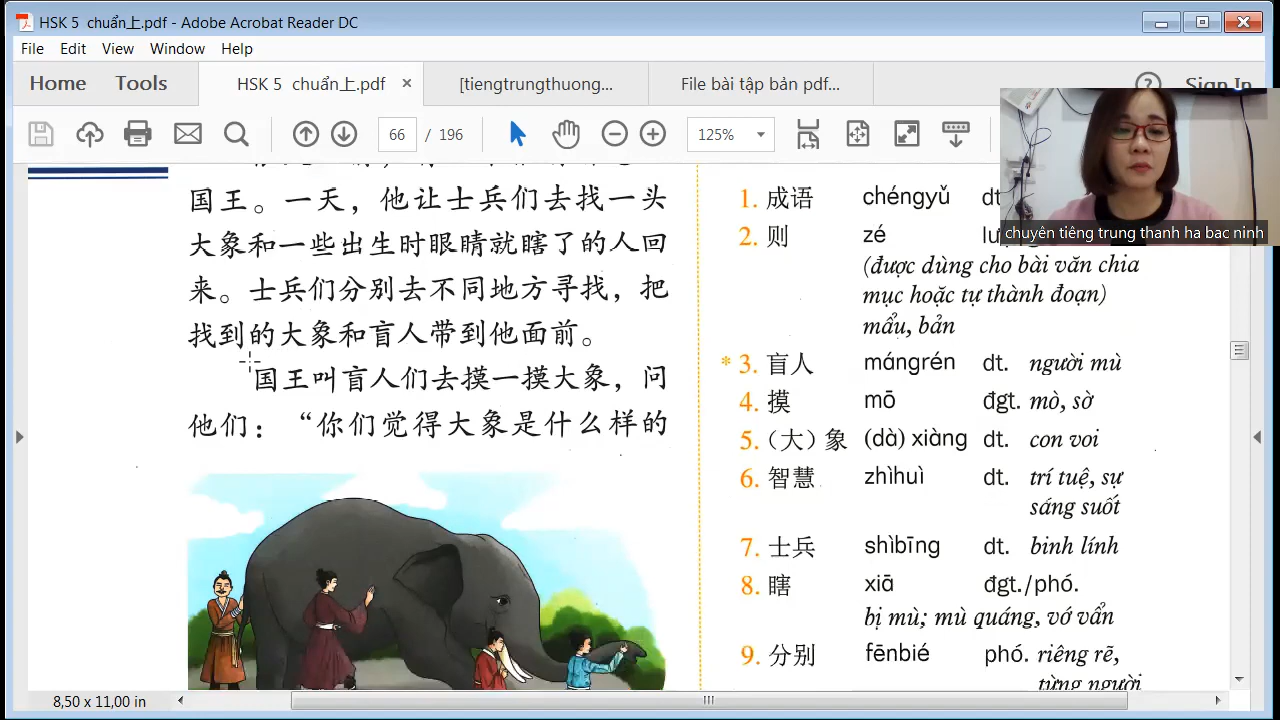 HSK 5 chuẩn上.pdf - Adobe Acrobat Reader DC
File Edit View Window Help
Home Tools HSK 5 chuẩn上.pdf × [tiengtrungthuong... File bài tập bản pdf... Sign In
66 / 196 125%
chuyên tiêng trung thanh ha bac ninh
国王。一天，他让士兵们去找一头
大象和一些出生时眼睛就瞎了的人回
来。士兵们分别去不同地方寻找，把
找到的大象和盲人带到他面前。
国王叫盲人们去摸一摸大象，问
他们：“你们觉得大象是什么样的
1. 成语 chéngyǔ dt
2. 则 zé
(được dùng cho bài văn chia
mục hoặc tự thành đoạn)
mẩu, bản
* 3. 盲人 mángrén dt. người mù
4. 摸 mō đgt. mò, sờ
5. （大）象 (dà) xiàng dt. con voi
6. 智慧 zhìhuì dt. trí tuệ, sự
sáng suốt
7. 士兵 shìbīng dt. binh lính
8. 瞎 xiā đgt./phó.
bị mù; mù quáng, vớ vẩn
9. 分别 fēnbié phó. riêng rẽ,
từng người
8,50 x 11,00 in